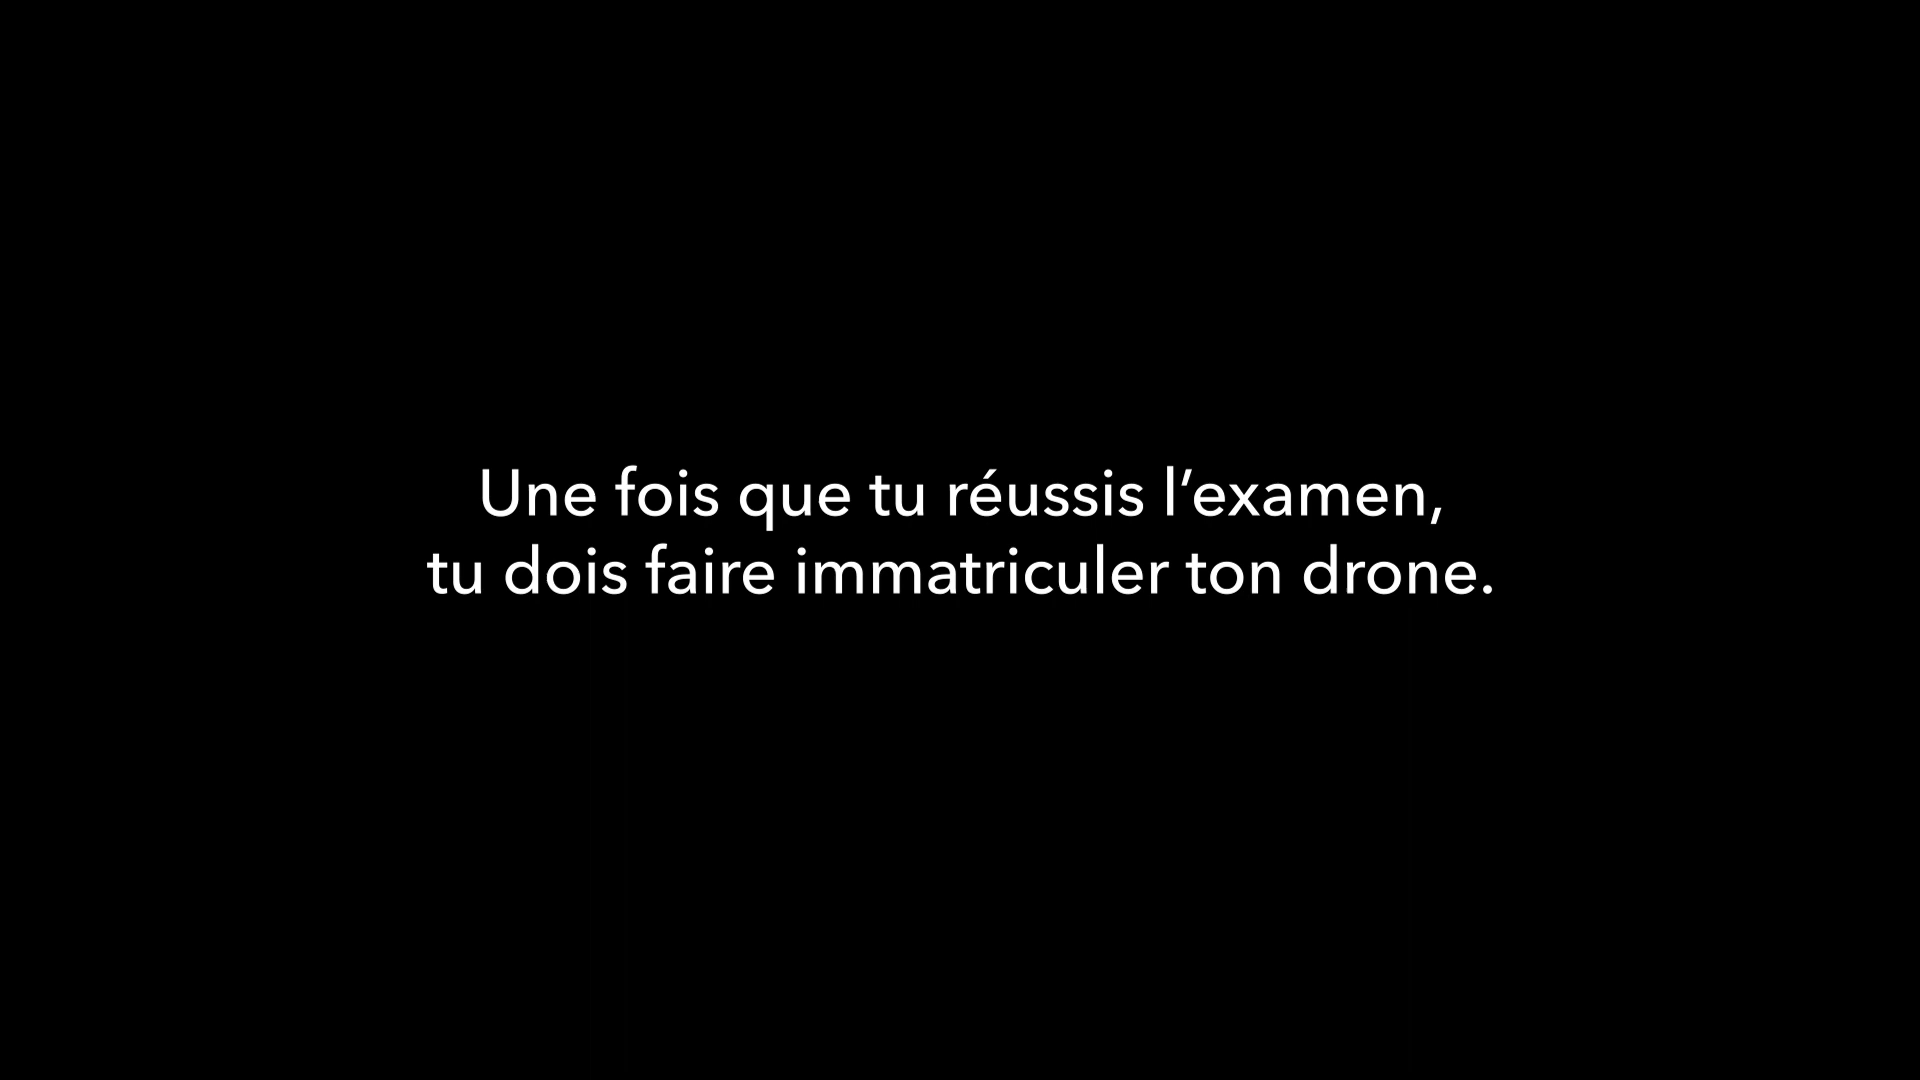 Une fois que tu réussis l’examen,
tu dois faire immatriculer ton drone.